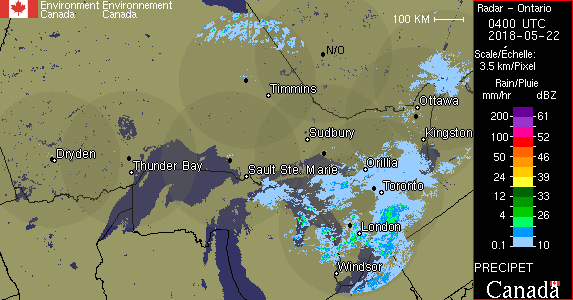 Environment Environnement
Canada Canada
100 KM
N/O
Timmins
Ottawa
Sudbury
Kingston
Dryden
Thunder Bay
Sault Ste. Marie
Orillia
Toronto
London
Windsor
Radar - Ontario
0400 UTC
2018-05-22
Scale/Échelle:
3.5 km/Pixel
Rain/Pluie
mm/hr dBZ
200 61
100 52
50 46
24 39
12 33
4 26
0.1 10
PRECIPET
Canada